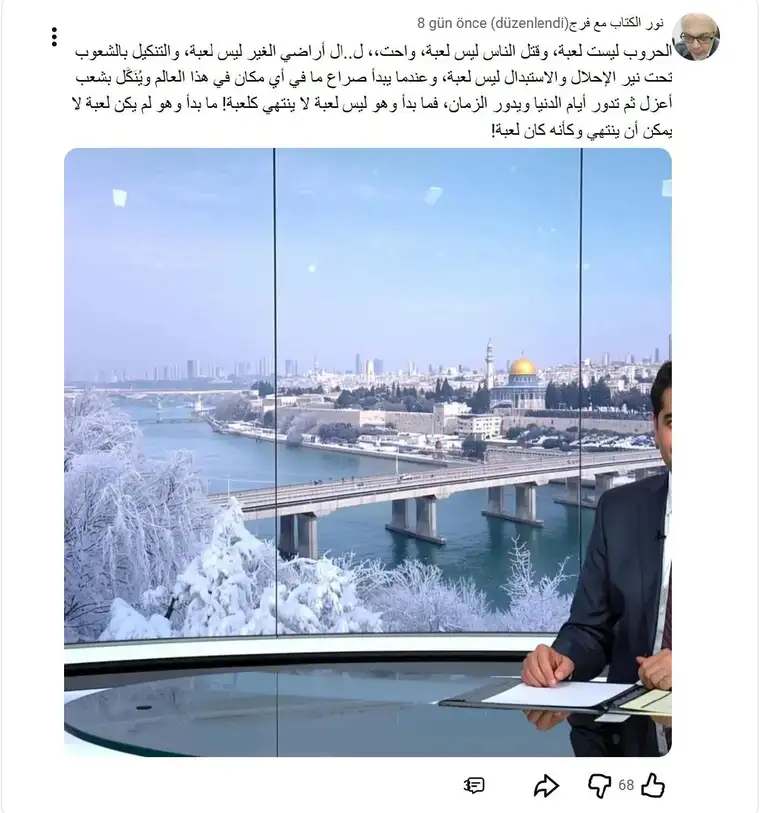 نور الكتاب مع فرج(düzenlendi) 8 gün önce
الحروب ليست لعبة، وقتل الناس ليس لعبة، واحت،، ل..ال أراضي الغير ليس لعبة، والتنكيل بالشعوب
تحت نير الإحلال والاستبدال ليس لعبة، وعندما يبدأ صراع ما في أي مكان في هذا العالم ويُنَكَّل بشعب
أعزل ثم تدور أيام الدنيا ويدور الزمان، فما بدأ وهو ليس لعبة لا ينتهي كلعبة! ما بدأ وهو لم يكن لعبة لا
يمكن أن ينتهي وكأنه كان لعبة!
68
3